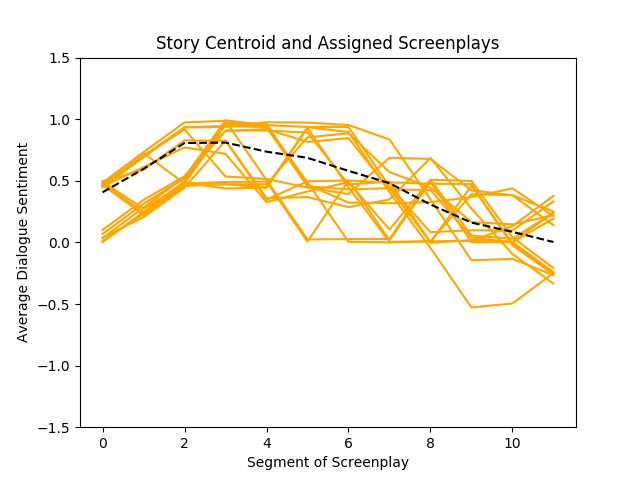 Story Centroid and Assigned Screenplays
1.5
1.0
0.5
0.0
−0.5
−1.0
−1.5
Average Dialogue Sentiment
0 2 4 6 8 10
Segment of Screenplay